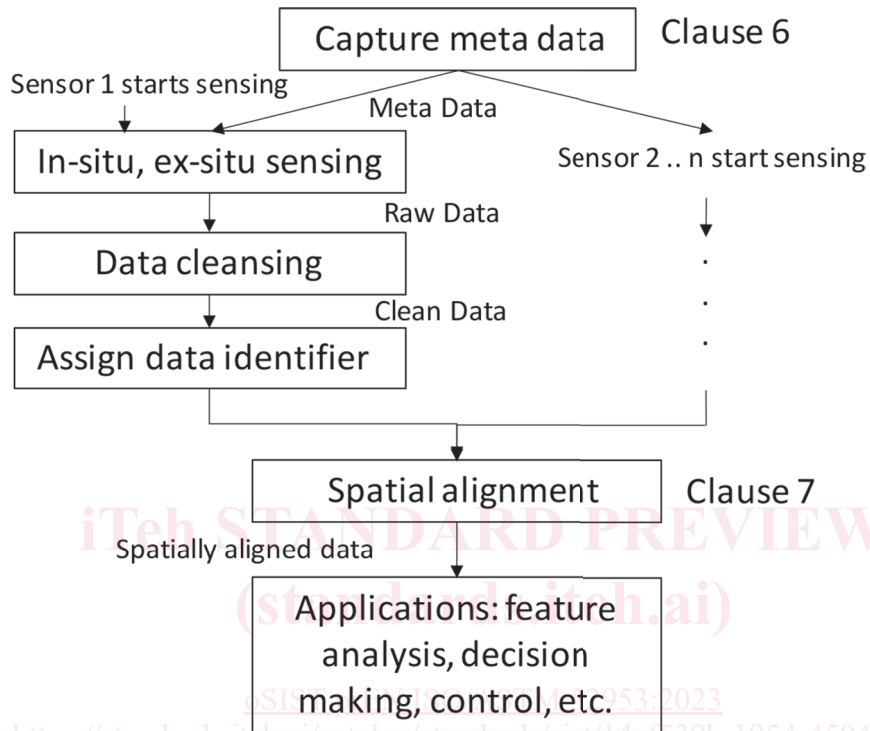 Capture meta data
Clause 6
Sensor 1 starts sensing
Meta Data
In-situ, ex-situ sensing
Sensor 2 .. n start sensing
Raw Data
Data cleansing
Clean Data
Assign data identifier
Spatial alignment
Clause 7
iTeh STANDARD PREVIEW
Spatially aligned data
(standards.iteh.ai)
Applications: feature
analysis, decision
making, control, etc.